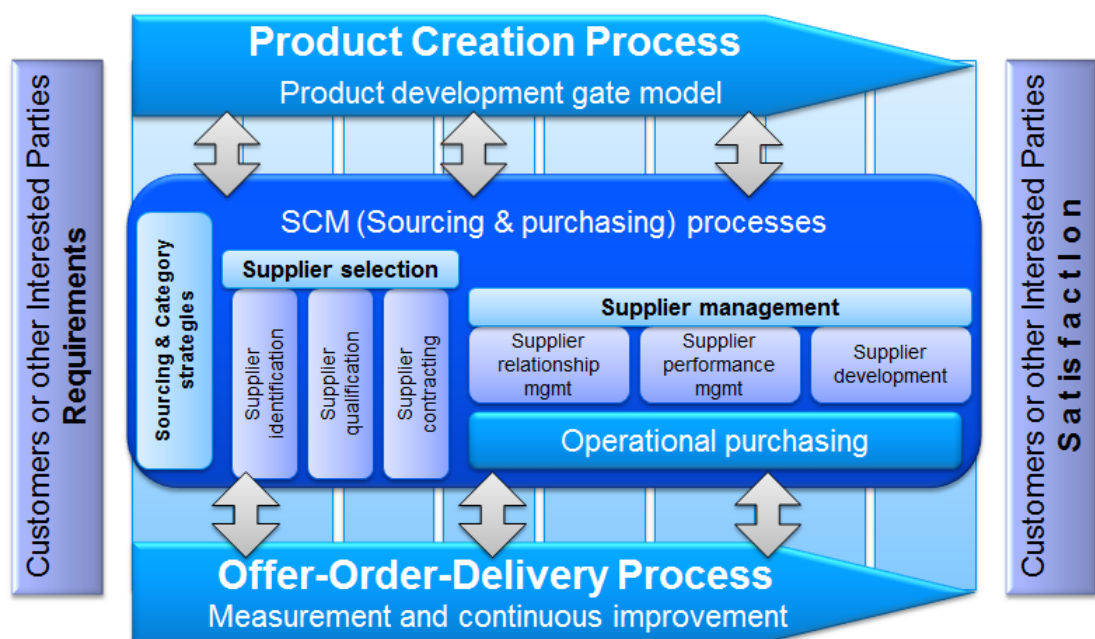 Product Creation Process
Product development gate model
Customers or other Interested Parties
Requirements
SCM (Sourcing & purchasing) processes
Sourcing & Category
strategies
Supplier selection
Supplier
identification
Supplier
qualification
Supplier
contracting
Supplier management
Supplier
relationship
mgmt
Supplier
performance
mgmt
Supplier
development
Operational purchasing
Offer-Order-Delivery Process
Measurement and continuous improvement
Customers or other Interested Parties
Satisfaction